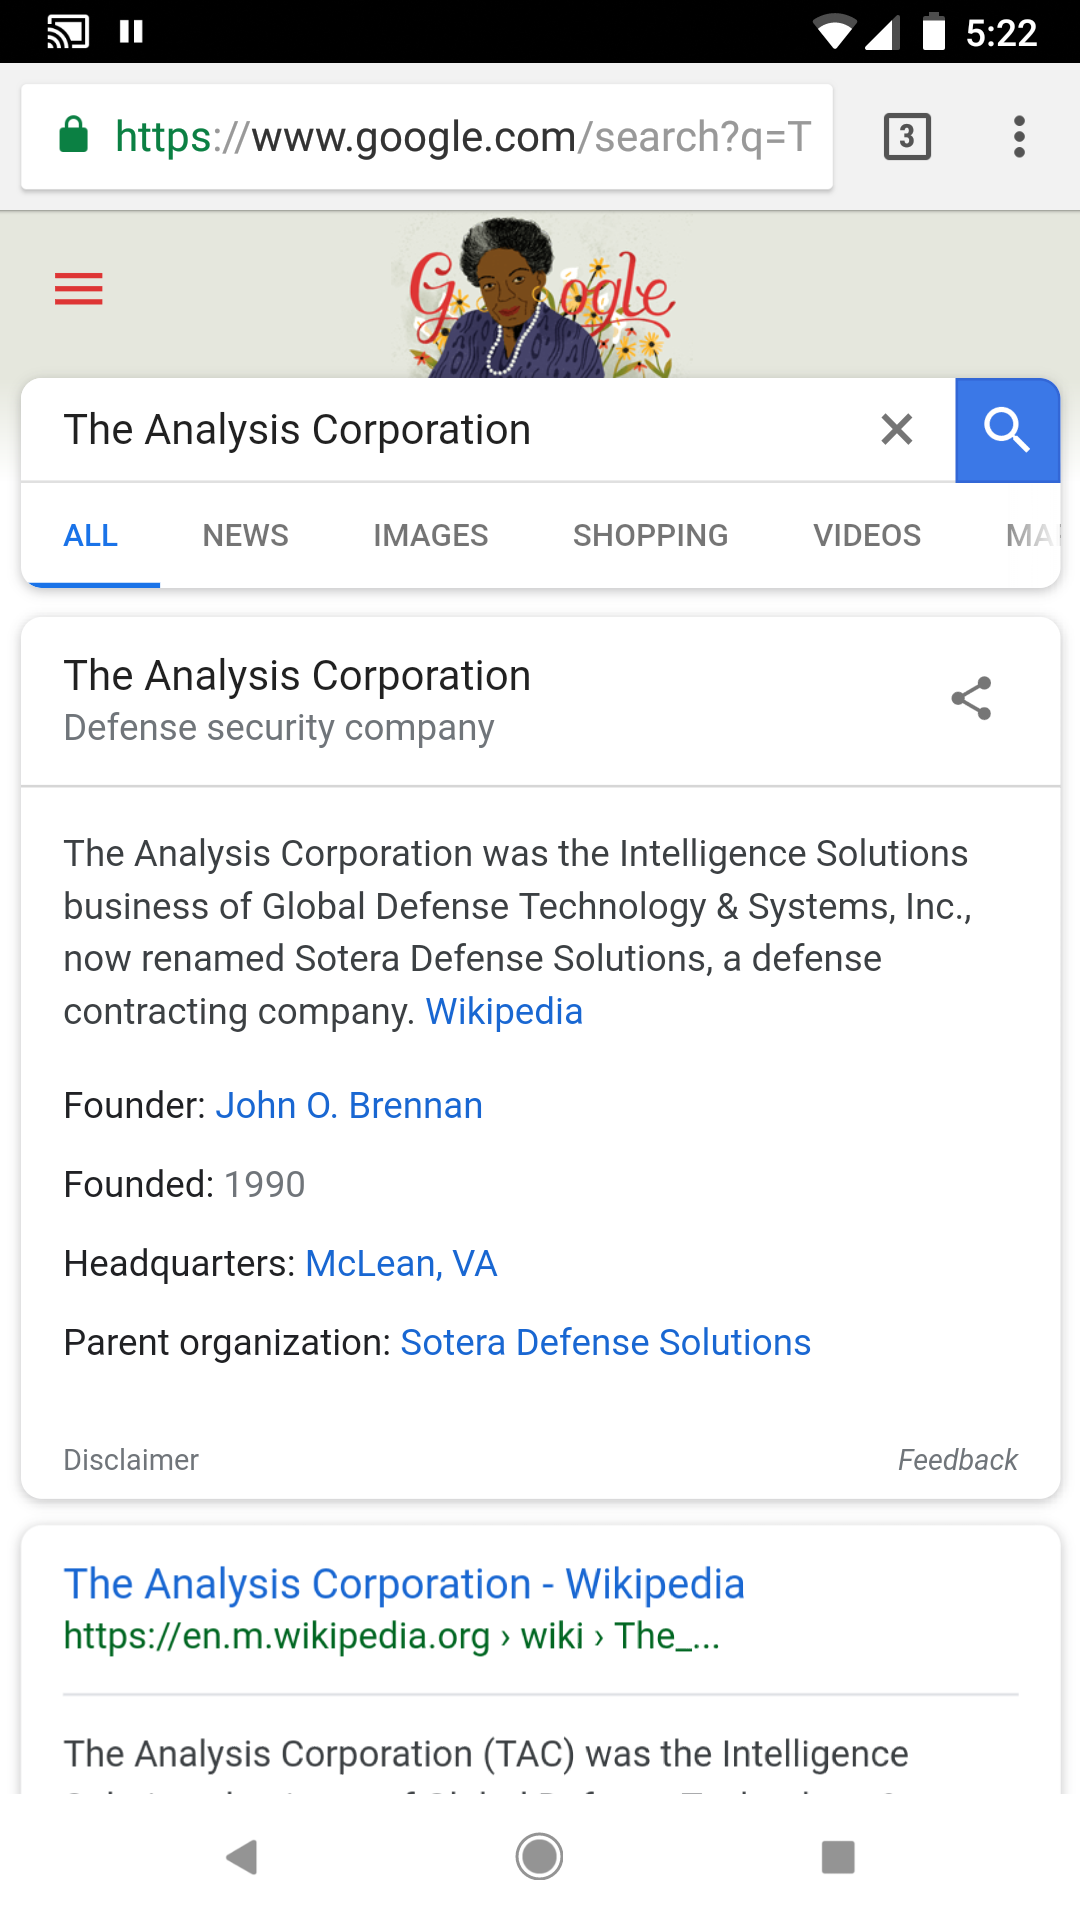 5:22
https://www.google.com/search?q=T
3
Google
The Analysis Corporation
ALL NEWS IMAGES SHOPPING VIDEOS
The Analysis Corporation
Defense security company
The Analysis Corporation was the Intelligence Solutions
business of Global Defense Technology & Systems, Inc.,
now renamed Sotera Defense Solutions, a defense
contracting company. Wikipedia
Founder: John O. Brennan
Founded: 1990
Headquarters: McLean, VA
Parent organization: Sotera Defense Solutions
Disclaimer Feedback
The Analysis Corporation - Wikipedia
https://en.m.wikipedia.org › wiki › The_...
The Analysis Corporation (TAC) was the Intelligence